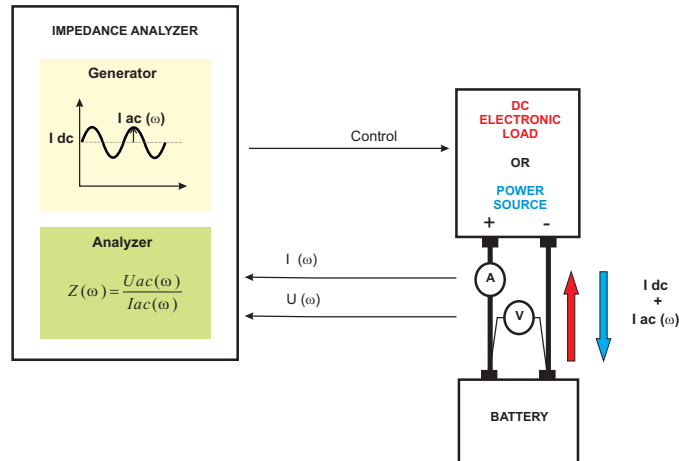 IMPEDANCE ANALYZER
Generator
I ac (ω)
I dc
Control
DC
ELECTRONIC
LOAD
OR
POWER
SOURCE
+ -
Analyzer
Z(ω)=Uac(ω)/Iac(ω)
I (ω)
U (ω)
A
V
I dc
+
I ac (ω)
BATTERY